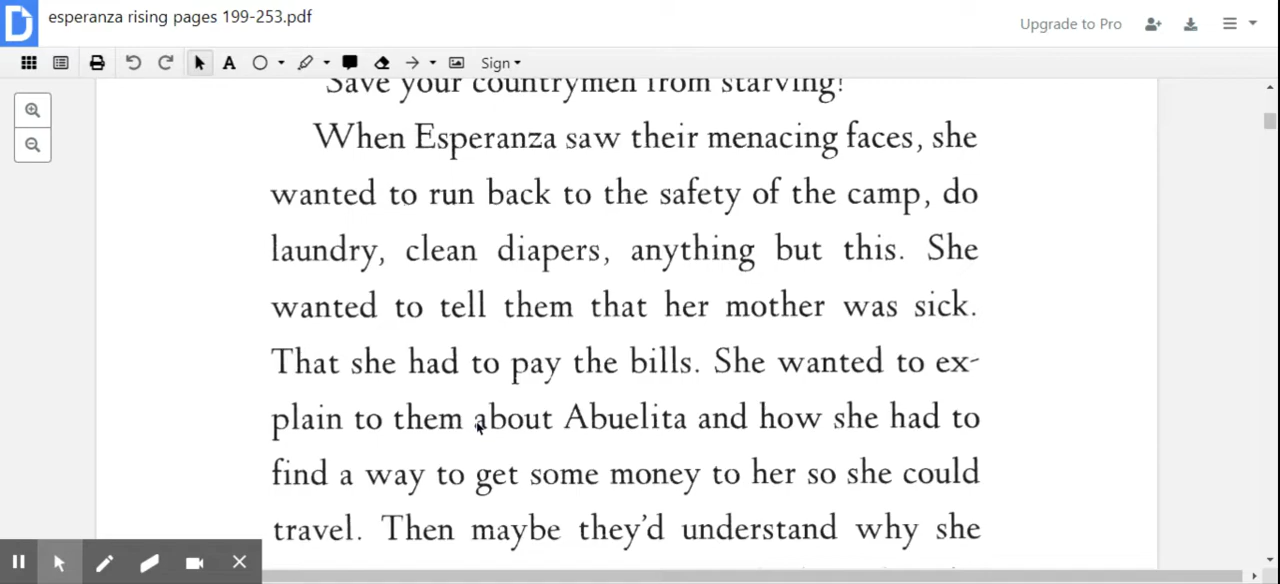 esperanza rising pages 199-253.pdf
Upgrade to Pro
A
Sign
Save your countrymen from starving!
When Esperanza saw their menacing faces, she
wanted to run back to the safety of the camp, do
laundry, clean diapers, anything but this. She
wanted to tell them that her mother was sick.
That she had to pay the bills. She wanted to ex-
plain to them about Abuelita and how she had to
find a way to get some money to her so she could
travel. Then maybe they'd understand why she